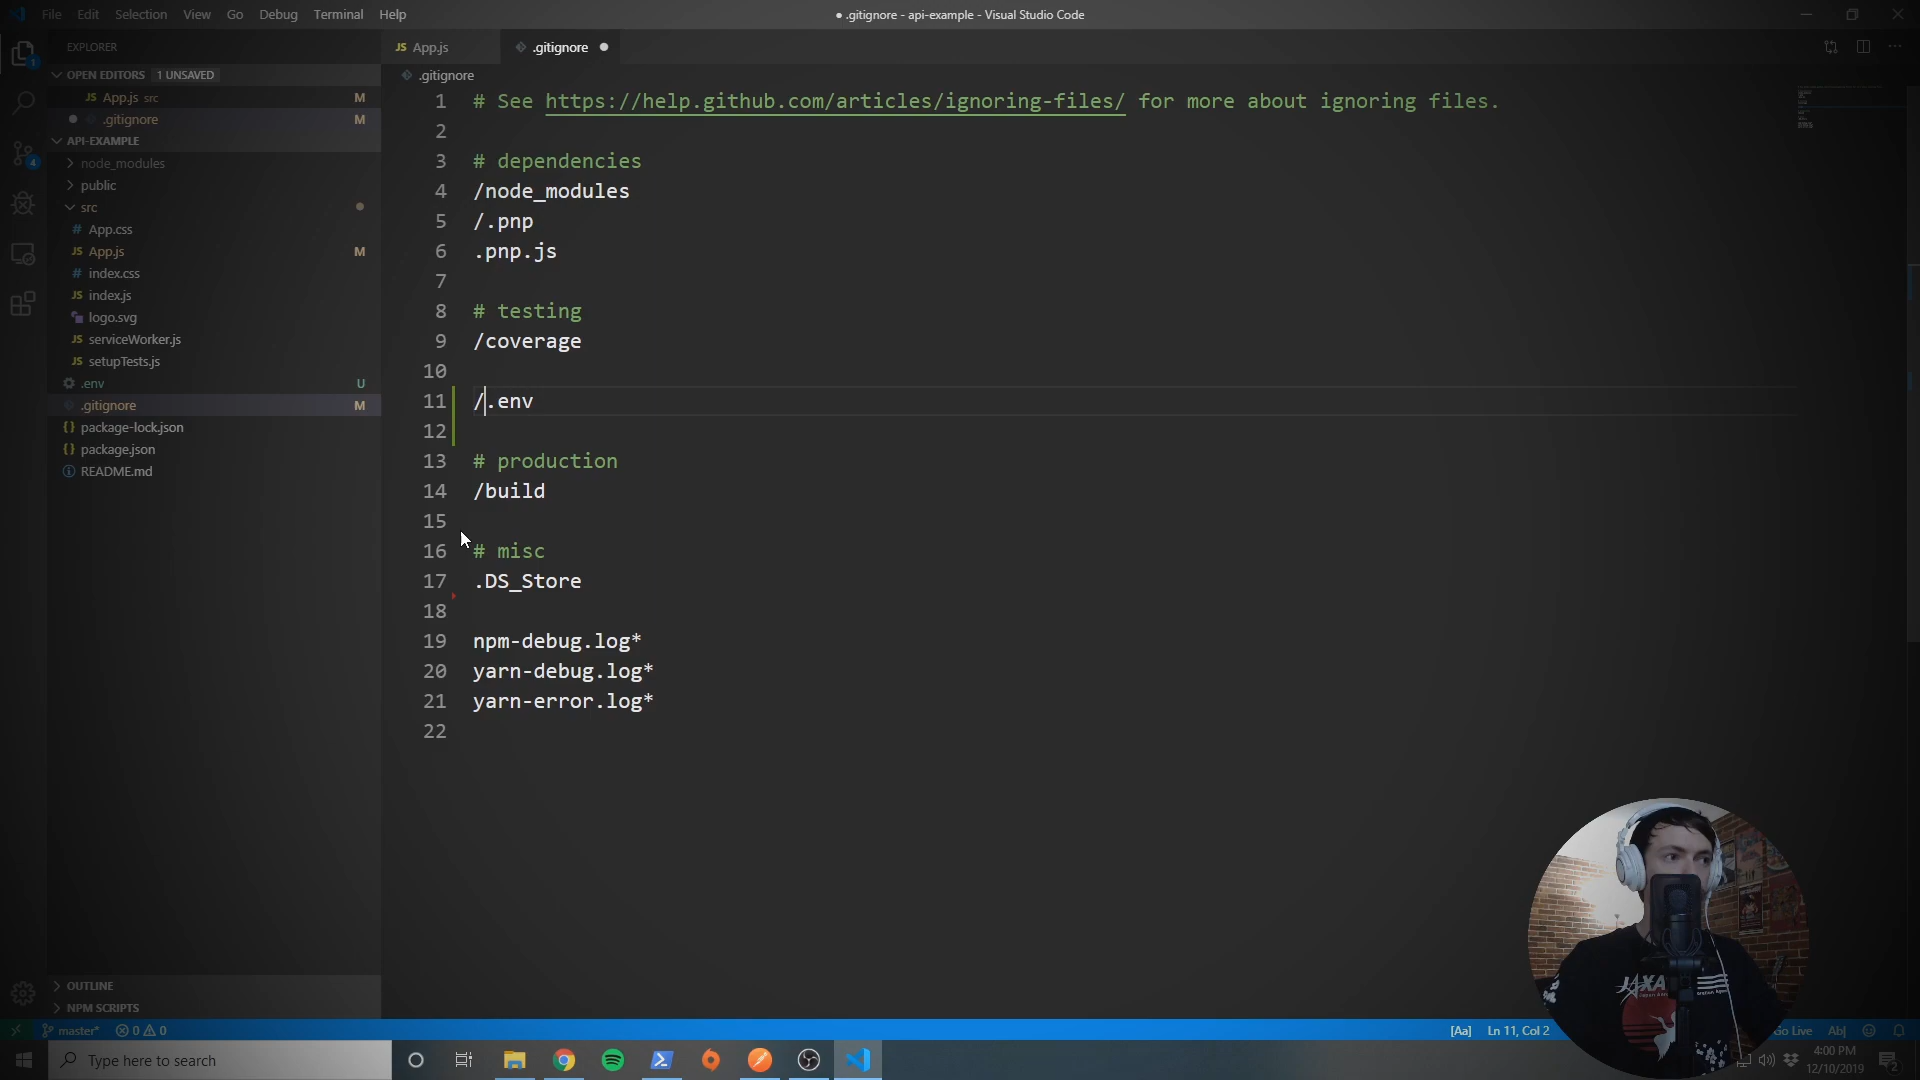 File Edit Selection View Go Debug Terminal Help
● .gitignore - api-example - Visual Studio Code
EXPLORER
OPEN EDITORS 1 UNSAVED
JS App.js src M
● .gitignore M
API-EXAMPLE
node_modules
public
src
# App.css
JS App.js M
# index.css
JS index.js
logo.svg
JS serviceWorker.js
JS setupTests.js
.env U
.gitignore M
{} package-lock.json
{} package.json
README.md
OUTLINE
NPM SCRIPTS
1
4
JS App.js
.gitignore ●
.gitignore
1 # See https://help.github.com/articles/ignoring-files/ for more about ignoring files.
2
3 # dependencies
4 /node_modules
5 /.pnp
6 .pnp.js
7
8 # testing
9 /coverage
10
11 /.env
12
13 # production
14 /build
15
16 # misc
17 .DS_Store
18
19 npm-debug.log*
20 yarn-debug.log*
21 yarn-error.log*
22
JAXA
master* 0 0
[Aa] Ln 11, Col 2
Go Live Ab|
Type here to search
4:00 PM
12/10/2019
2